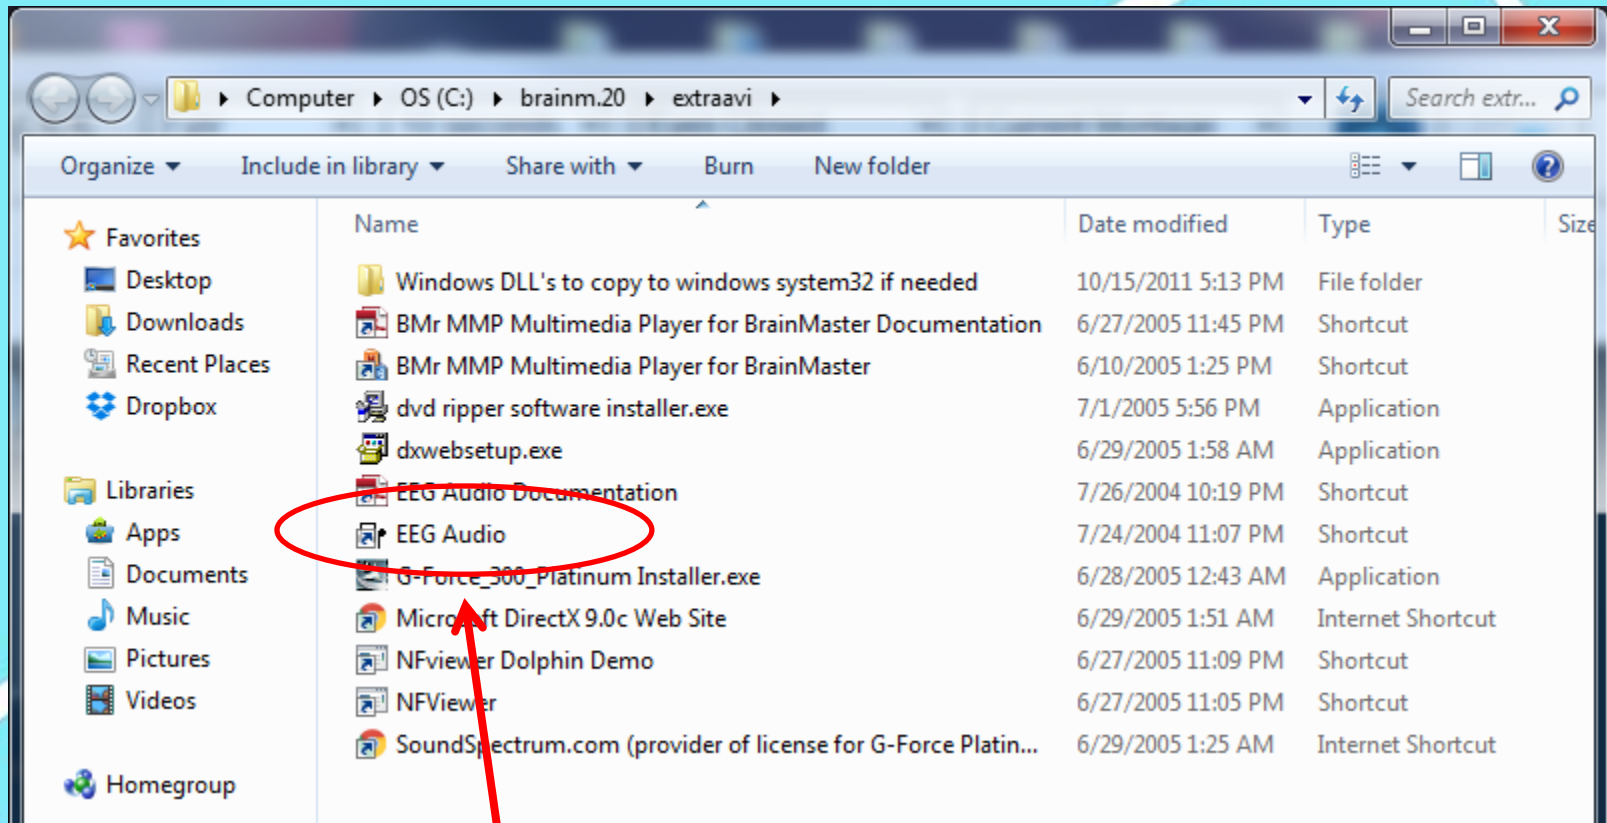 Computer OS (C:) brainm.20 extraavi Search extr...
Organize Include in library Share with Burn New folder
Name Date modified Type Size
Favorites
Desktop
Downloads
Recent Places
Dropbox
Libraries
Apps
Documents
Music
Pictures
Videos
Homegroup
Windows DLL's to copy to windows system32 if needed 10/15/2011 5:13 PM File folder
BMr MMP Multimedia Player for BrainMaster Documentation 6/27/2005 11:45 PM Shortcut
BMr MMP Multimedia Player for BrainMaster 6/10/2005 1:25 PM Shortcut
dvd ripper software installer.exe 7/1/2005 5:56 PM Application
dxwebsetup.exe 6/29/2005 1:58 AM Application
EEG Audio Documentation 7/26/2004 10:19 PM Shortcut
EEG Audio 7/24/2004 11:07 PM Shortcut
G-Force_300_Platinum Installer.exe 6/28/2005 12:43 AM Application
Microsoft DirectX 9.0c Web Site 6/29/2005 1:51 AM Internet Shortcut
NFviewer Dolphin Demo 6/27/2005 11:09 PM Shortcut
NFViewer 6/27/2005 11:05 PM Shortcut
SoundSpectrum.com (provider of license for G-Force Platin... 6/29/2005 1:25 AM Internet Shortcut